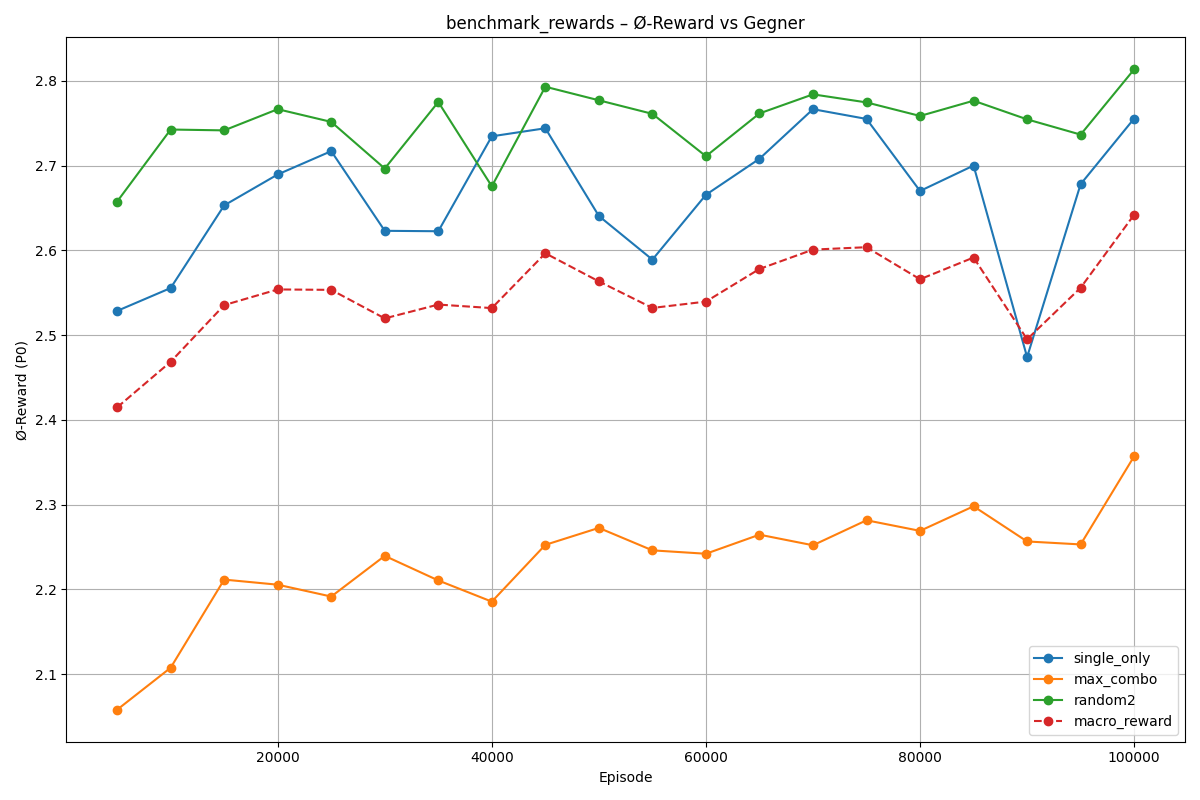 benchmark_rewards – Ø-Reward vs Gegner
Ø-Reward (P0)
2.8
2.7
2.6
2.5
2.4
2.3
2.2
2.1
20000
40000
60000
80000
100000
Episode
single_only
max_combo
random2
macro_reward